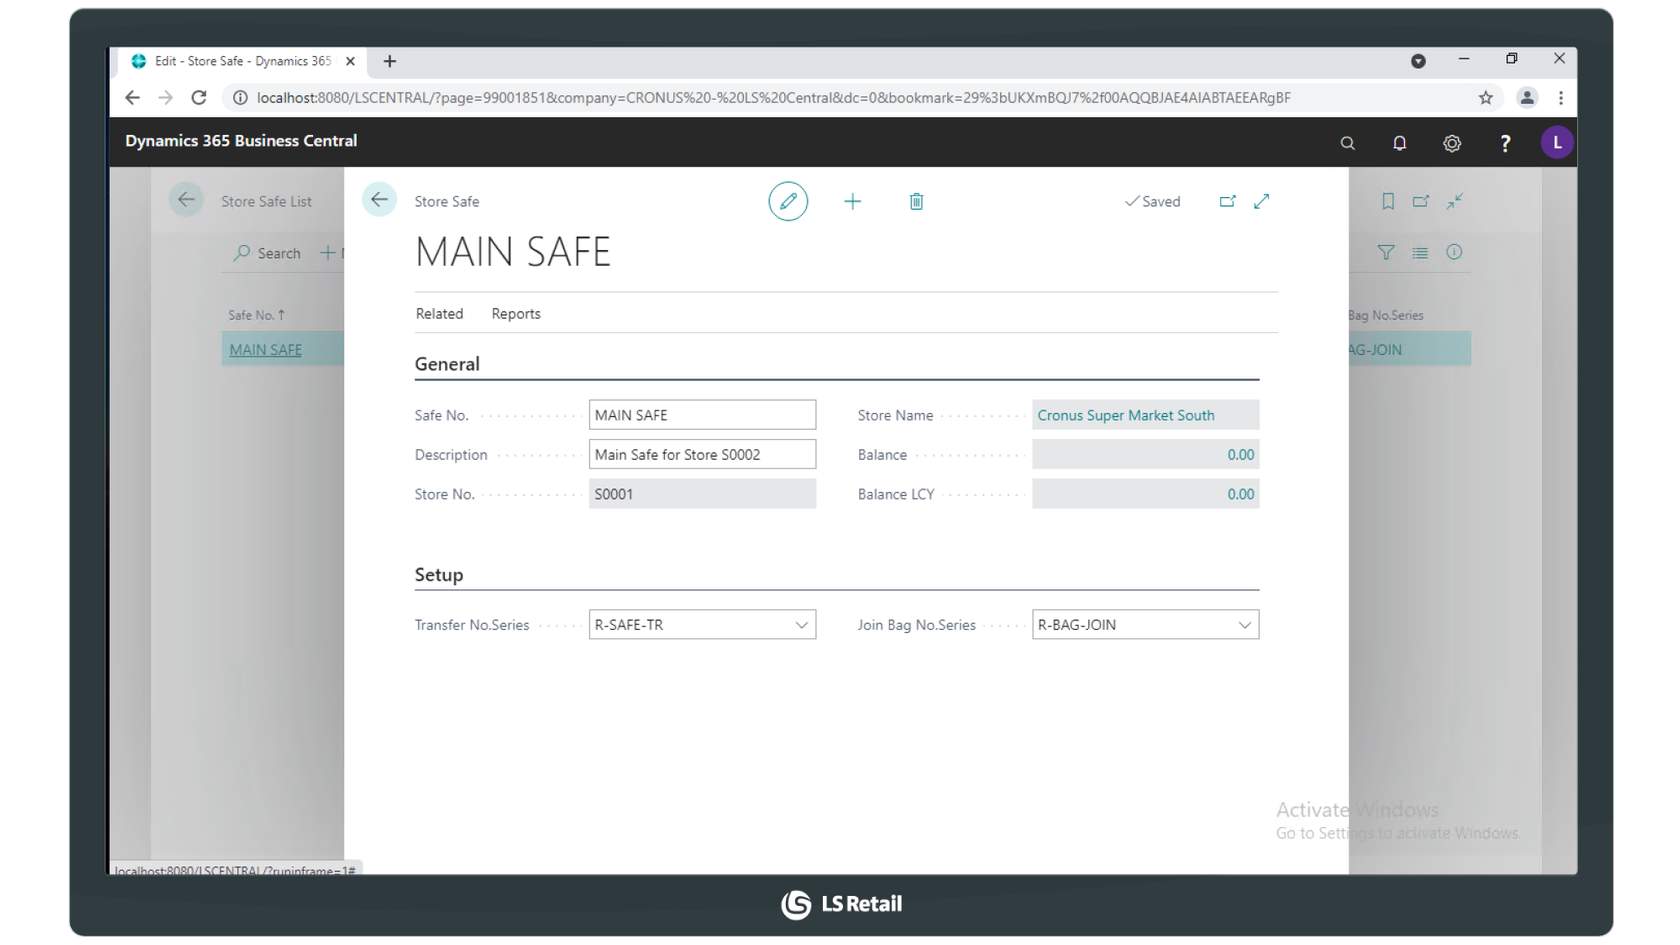 Edit - Store Safe - Dynamics 365
localhost:8080/LSCENTRAL/?page=99001851&company=CRONUS%20-%20LS%20Central&dc=0&bookmark=29%3bUKXmBQJ7%2f00AQQBJAE4AIABTAEEARgBF
Dynamics 365 Business Central
? L
Store Safe List
Store Safe
Saved
Search
MAIN SAFE
Related Reports
Safe No. ↑
Bag No.Series
MAIN SAFE
AG-JOIN
General
Safe No. MAIN SAFE Store Name Cronus Super Market South
Description Main Safe for Store S0002 Balance 0.00
Store No. S0001 Balance LCY 0.00
Setup
Transfer No.Series R-SAFE-TR Join Bag No.Series R-BAG-JOIN
Activate Windows
Go to Settings to activate Windows.
localhost:8080/LSCENTRAL/?runinframe=1#
LS Retail